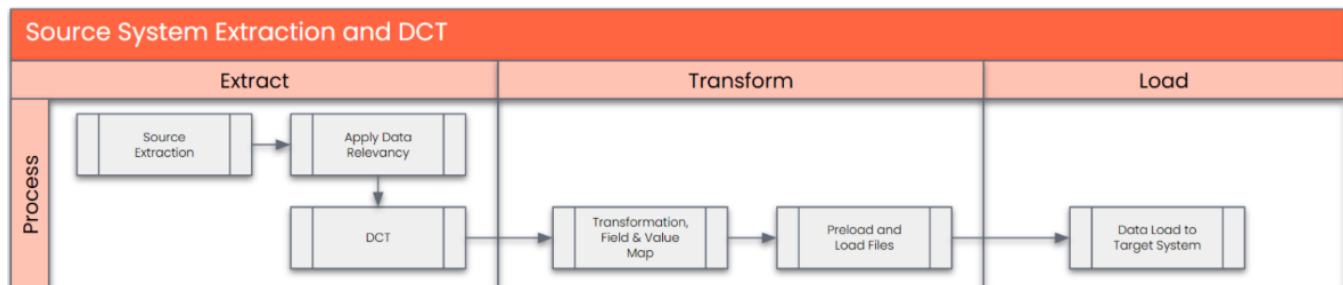 Source System Extraction and DCT
Extract
Transform
Load
Process
Source
Extraction
Apply Data
Relevancy
DCT
Transformation,
Field & Value
Map
Preload and
Load Files
Data Load to
Target System